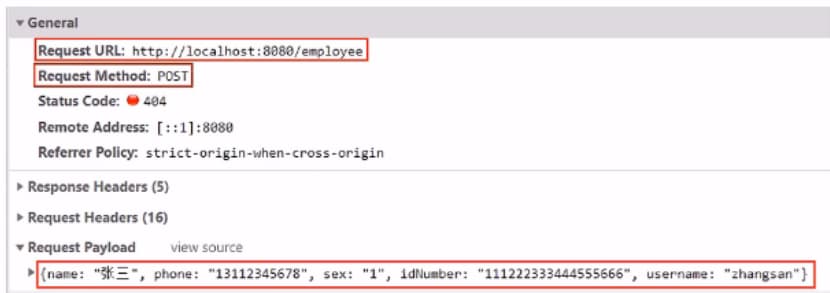 General
Request URL: http://localhost:8080/employee
Request Method: POST
Status Code: 404
Remote Address: [::1]:8080
Referrer Policy: strict-origin-when-cross-origin
Response Headers (5)
Request Headers (16)
Request Payload view source
{name: "张三", phone: "13112345678", sex: "1", idNumber: "111222333444555666", username: "zhangsan"}